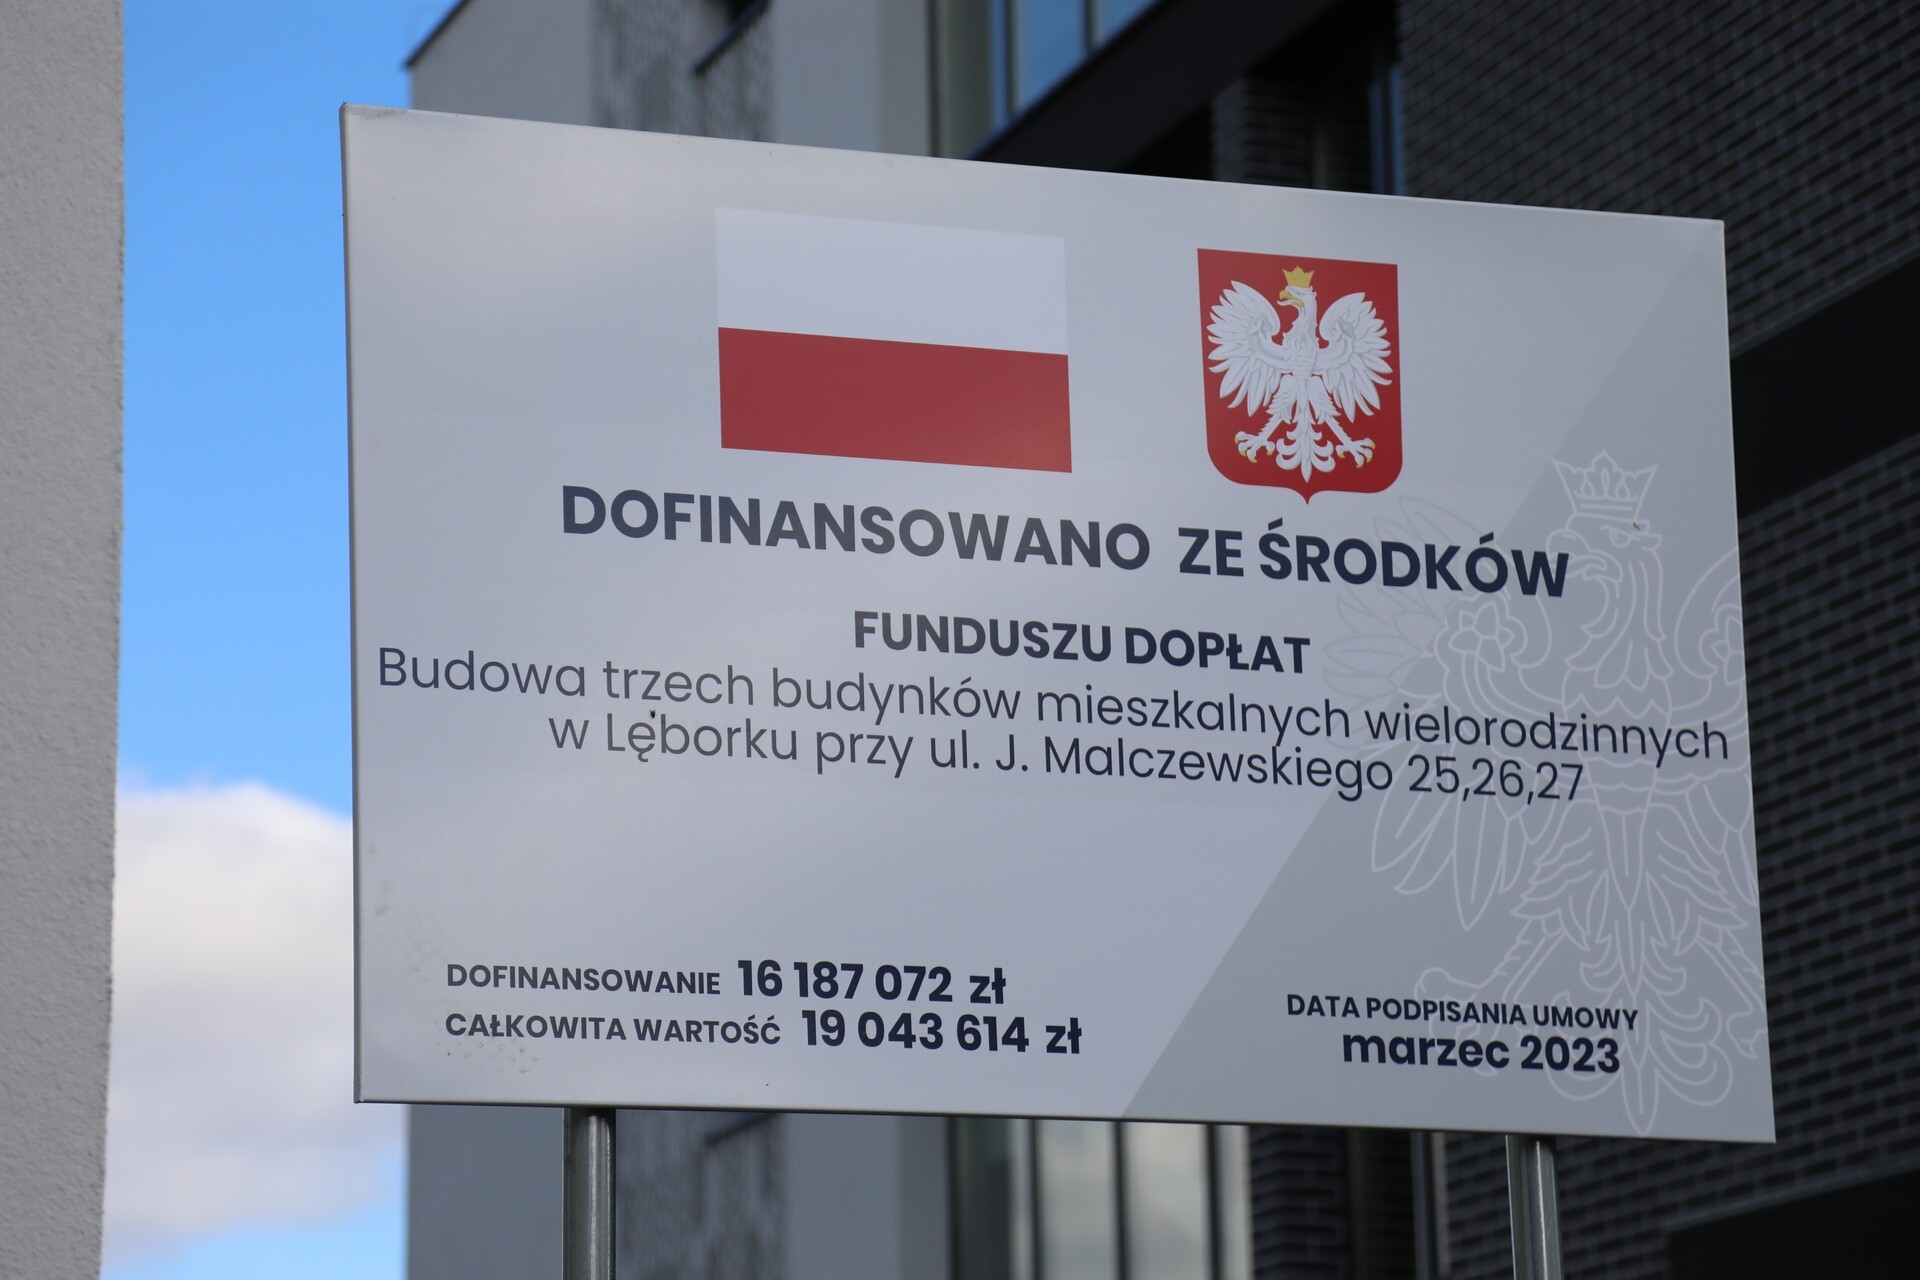 DOFINANSOWANO ZE ŚRODKÓW
FUNDUSZU DOPŁAT
Budowa trzech budynków mieszkalnych wielorodzinnych
w Lęborku przy ul. J. Malczewskiego 25,26,27
DOFINANSOWANIE 16 187 072 zł
CAŁKOWITA WARTOŚĆ 19 043 614 zł
DATA PODPISANIA UMOWY
marzec 2023